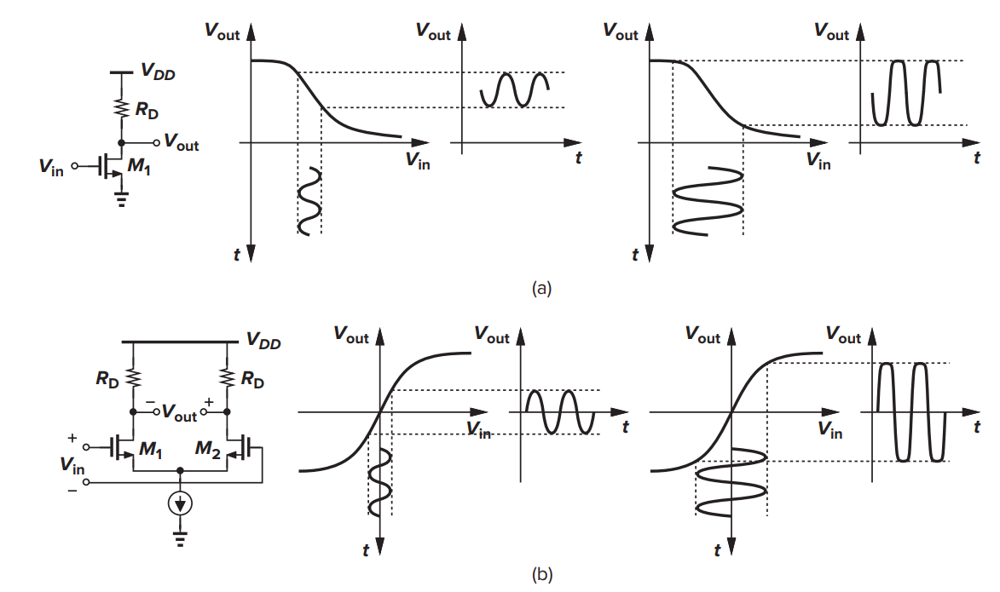 V_out V_out V_out V_out
V_DD
R_D
V_out
V_in M_1
V_in t V_in t
t t
(a)
V_DD V_out V_out V_out V_out
R_D R_D
− V_out +
V_in t V_in t
+ M_1 M_2
V_in
−
t t
(b)